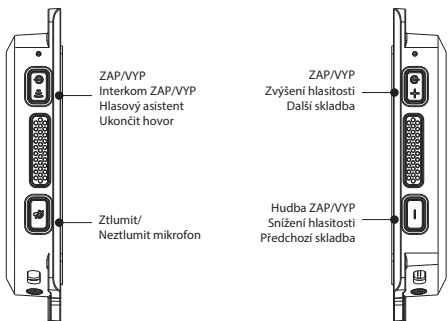 ZAP/VYP
Interkom ZAP/VYP
Hlasový asistent
Ukončit hovor
Ztlumit/
Neztlumit mikrofon
ZAP/VYP
Zvýšení hlasitosti
Další skladba
Hudba ZAP/VYP
Snížení hlasitosti
Předchozí skladba